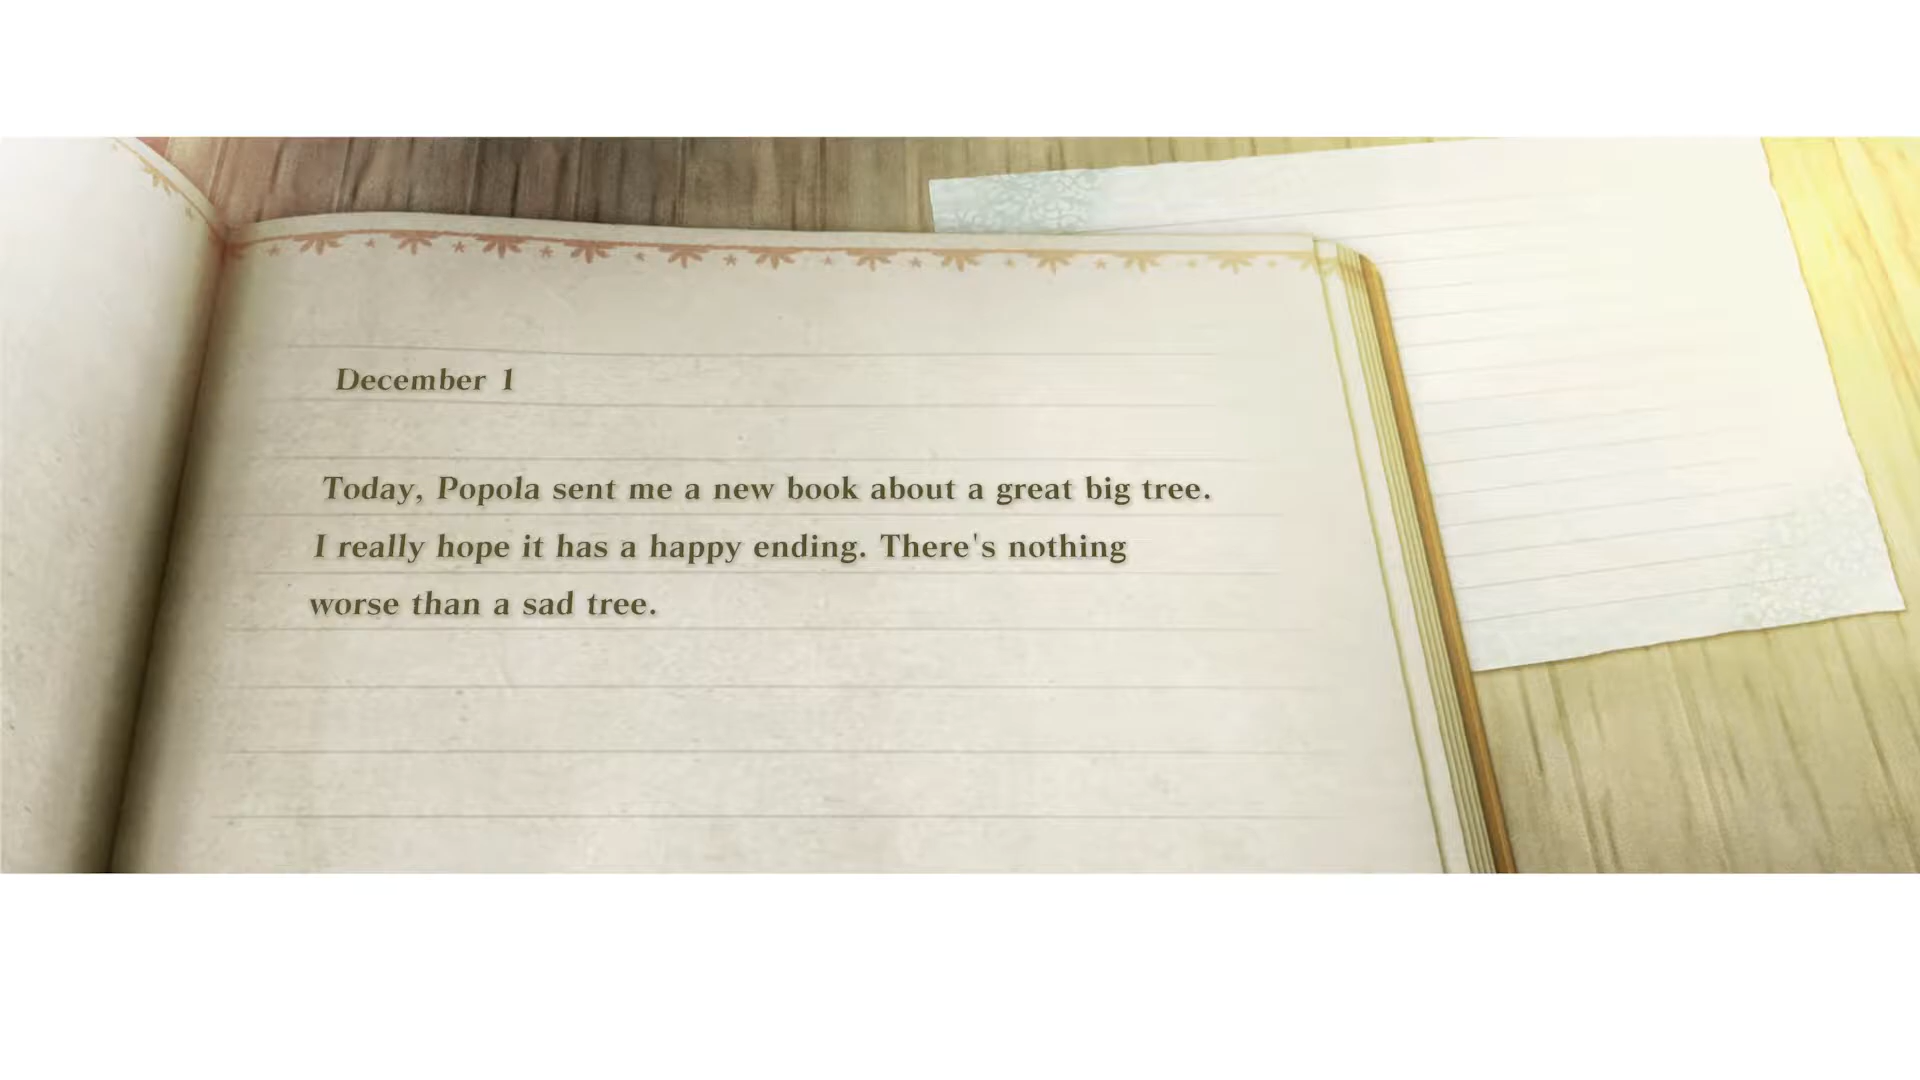 December 1
Today, Popola sent me a new book about a great big tree.
I really hope it has a happy ending. There's nothing
worse than a sad tree.